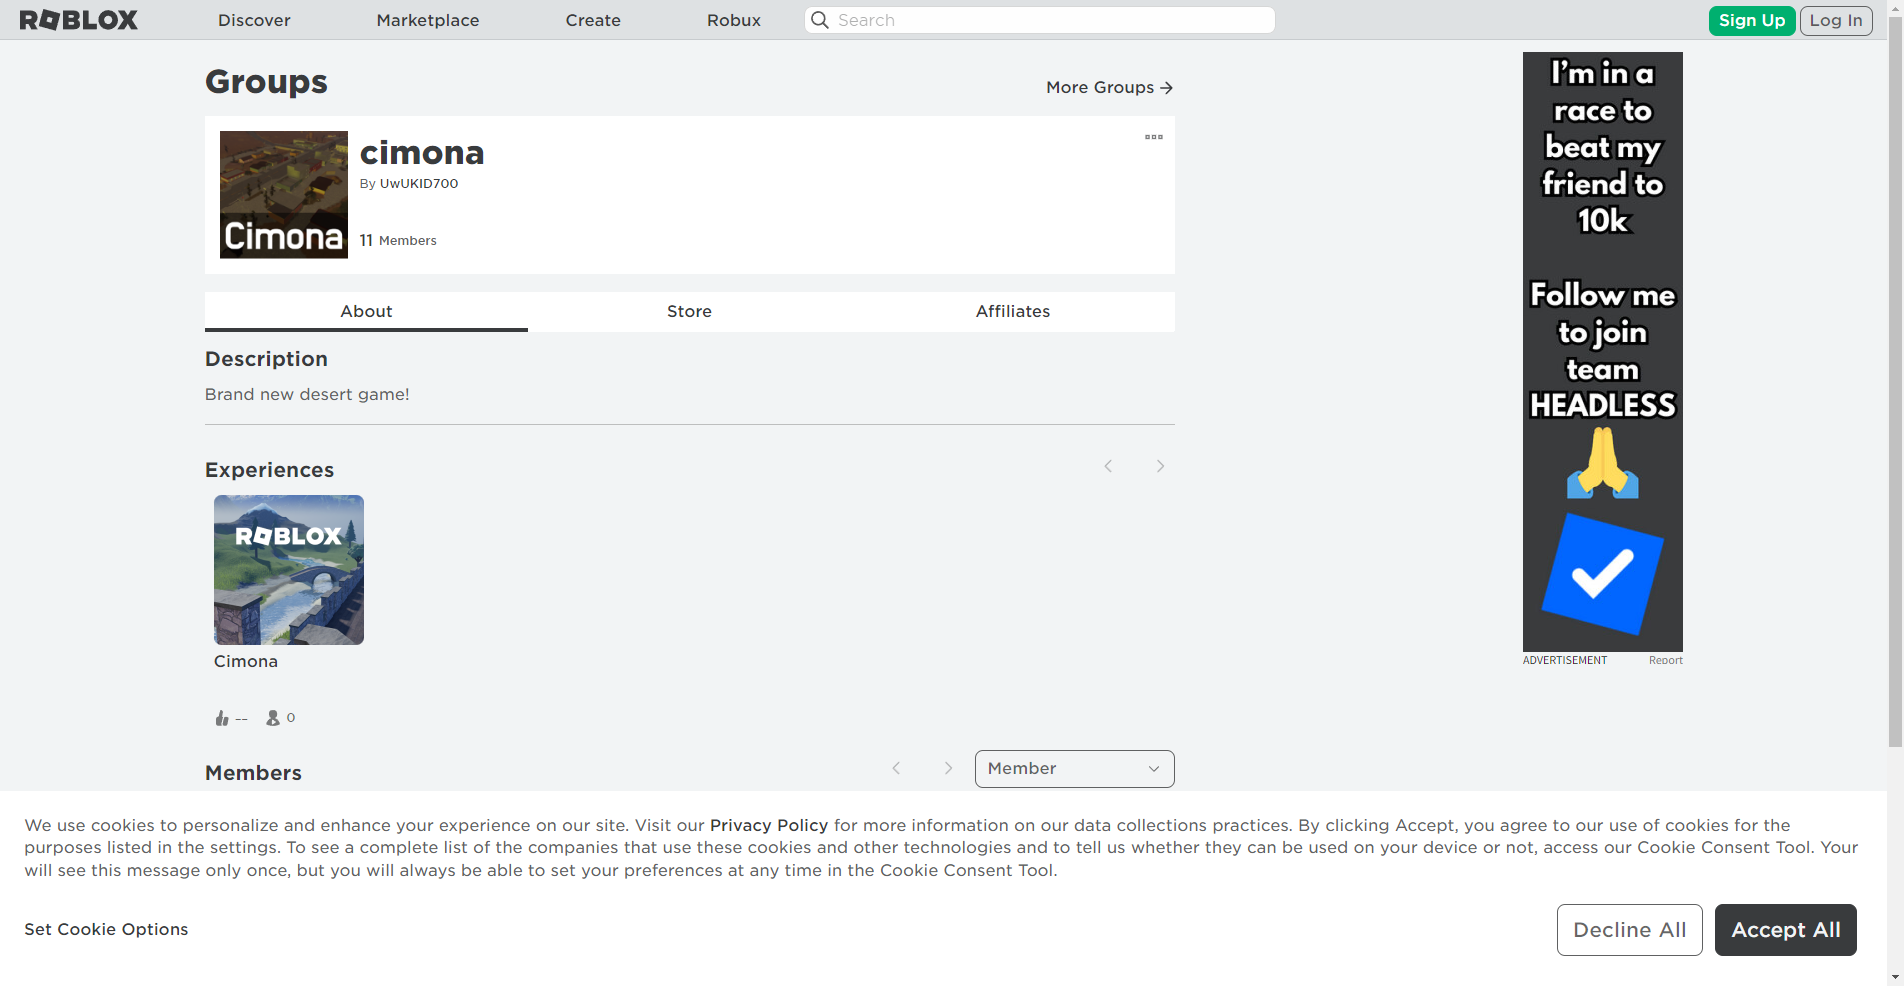 ROBLOX
Discover
Marketplace
Create
Robux
Search
Sign Up
Log In
Groups
More Groups
Cimona
cimona
By UwUKID700
11 Members
About
Store
Affiliates
Description
Brand new desert game!
Experiences
ROBLOX
Cimona
--
0
Members
Member
I'm in a
race to
beat my
friend to
10k
Follow me
to join
team
HEADLESS
ADVERTISEMENT
Report
We use cookies to personalize and enhance your experience on our site. Visit our Privacy Policy for more information on our data collections practices. By clicking Accept, you agree to our use of cookies for the
purposes listed in the settings. To see a complete list of the companies that use these cookies and other technologies and to tell us whether they can be used on your device or not, access our Cookie Consent Tool. Your
will see this message only once, but you will always be able to set your preferences at any time in the Cookie Consent Tool.
Set Cookie Options
Decline All
Accept All